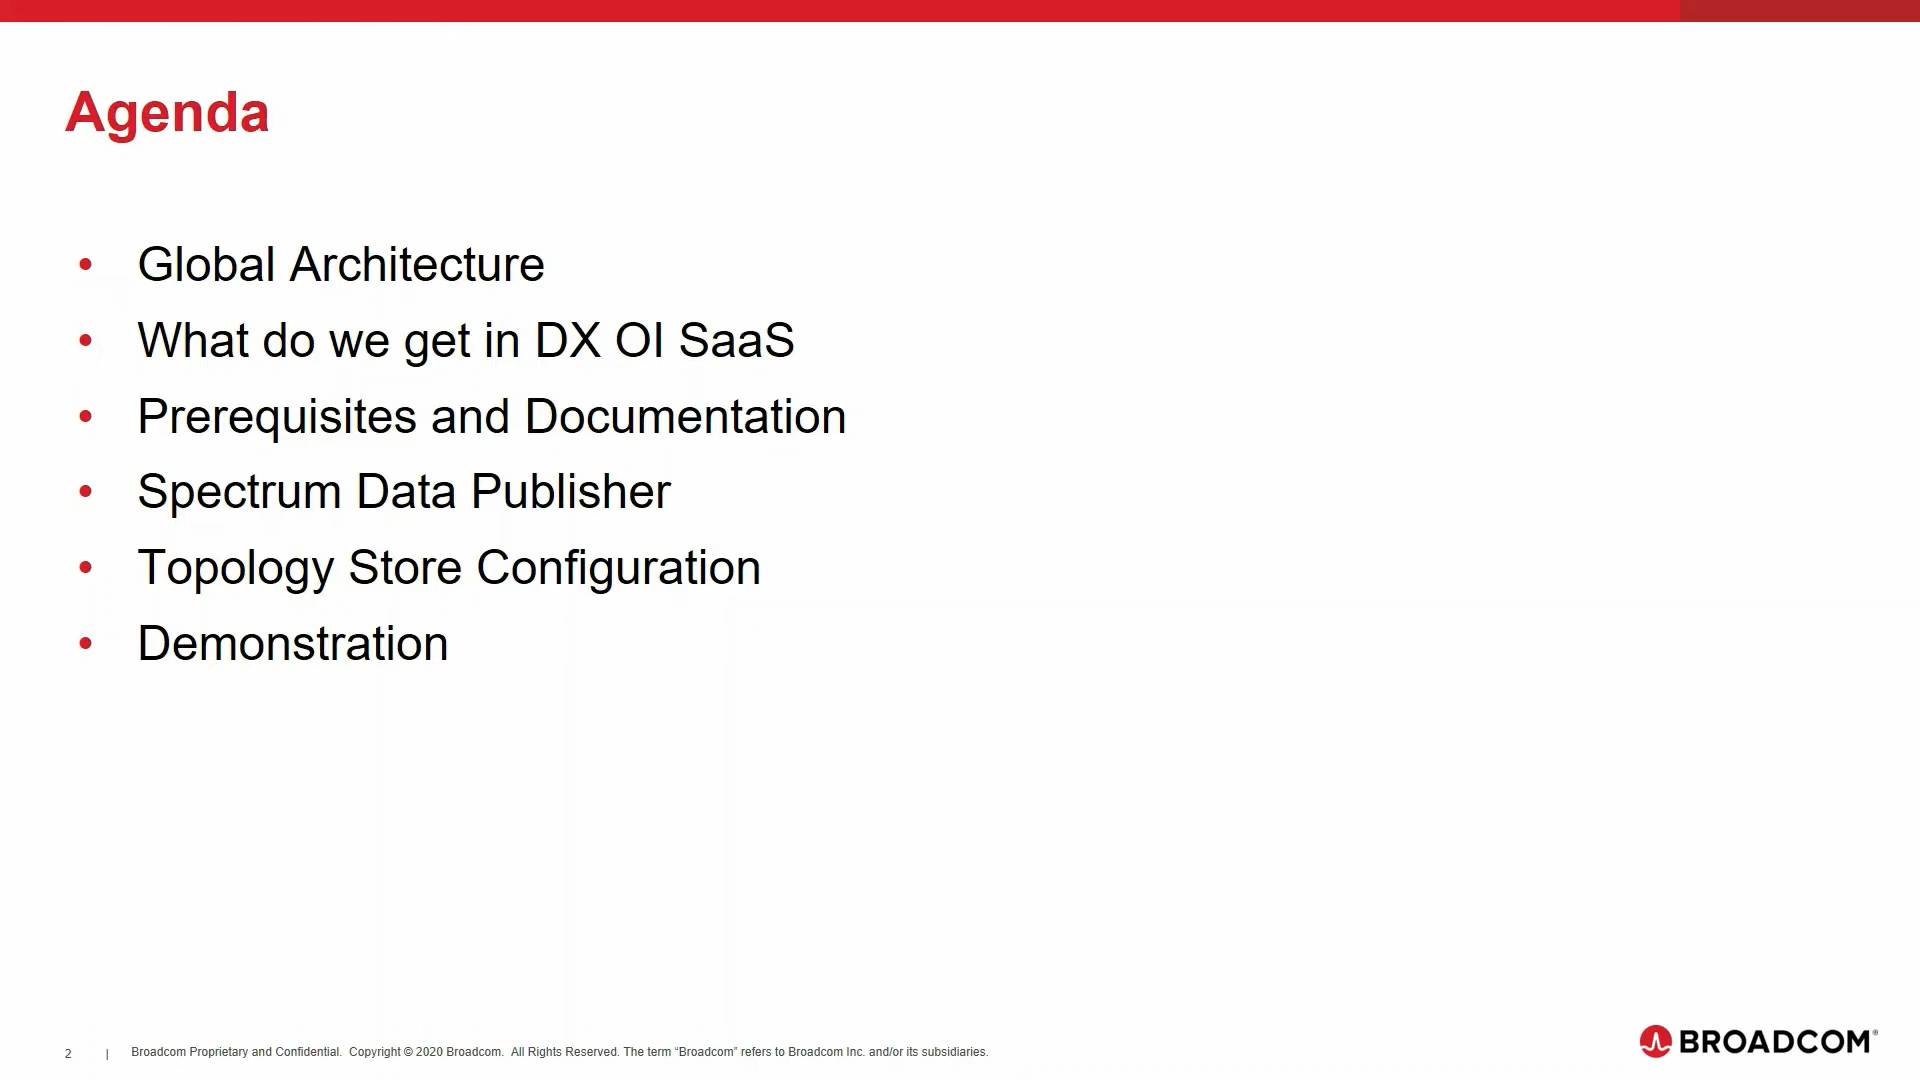 Agenda
• Global Architecture
• What do we get in DX OI SaaS
• Prerequisites and Documentation
• Spectrum Data Publisher
• Topology Store Configuration
• Demonstration
2 | Broadcom Proprietary and Confidential. Copyright © 2020 Broadcom. All Rights Reserved. The term “Broadcom” refers to Broadcom Inc. and/or its subsidiaries.
BROADCOM®